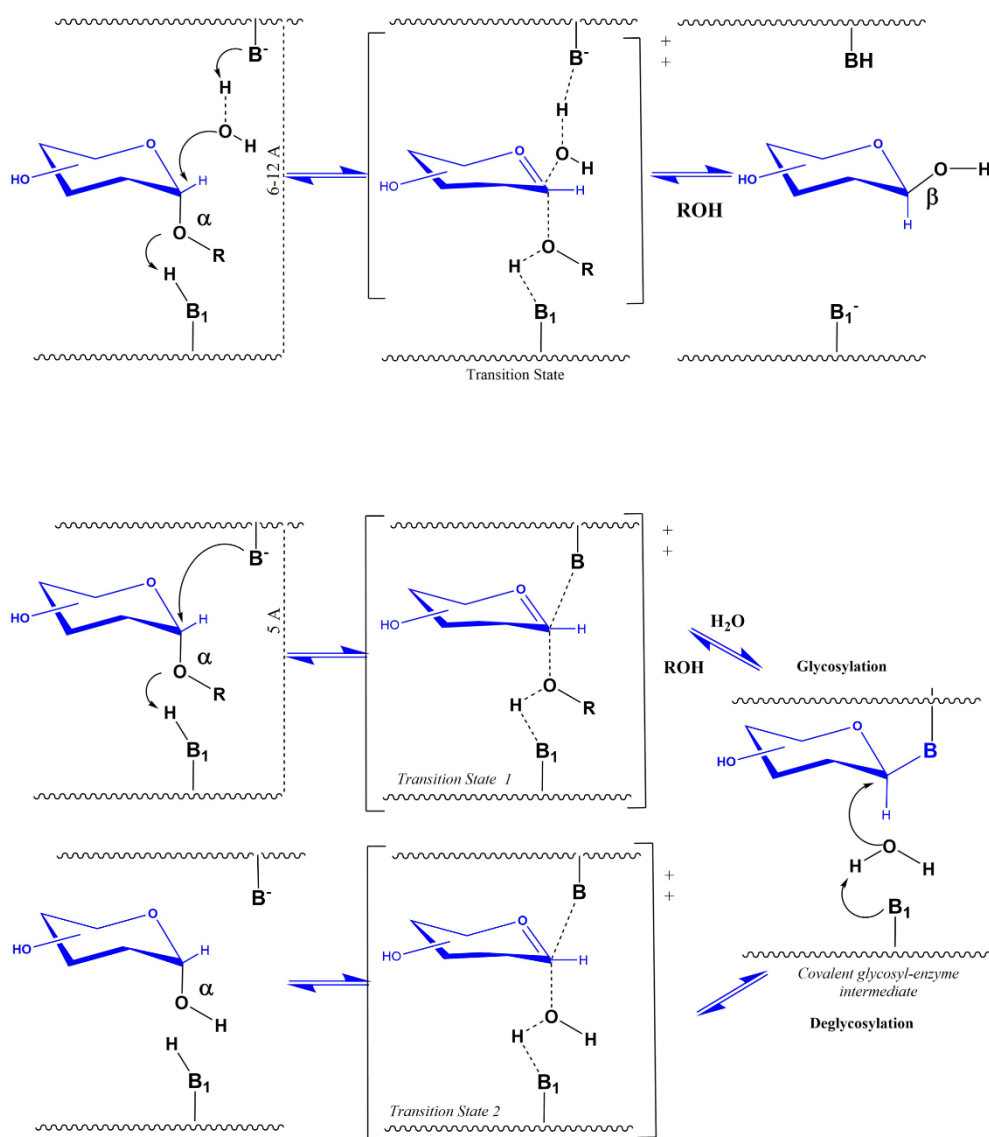 B⁻
H
O
H
O
HO
H
α
O
R
H
B₁
6-12 A
B⁻
H
O
O
H
HO
H
O
H
R
B₁
Transition State
+
+
ROH
BH
O
O
H
HO
β
H
B₁⁻
B⁻
O
H
HO
α
O
R
H
B₁
5 A
B
O
HO
H
O
H
R
B₁
Transition State 1
+
+
H₂O
ROH
Glycosylation
O
B
HO
H
O
H
H
B₁
Covalent glycosyl-enzyme
intermediate
Deglycosylation
B⁻
O
H
HO
α
O
H
H
B₁
B
O
HO
H
O
H
H
B₁
Transition State 2
+
+